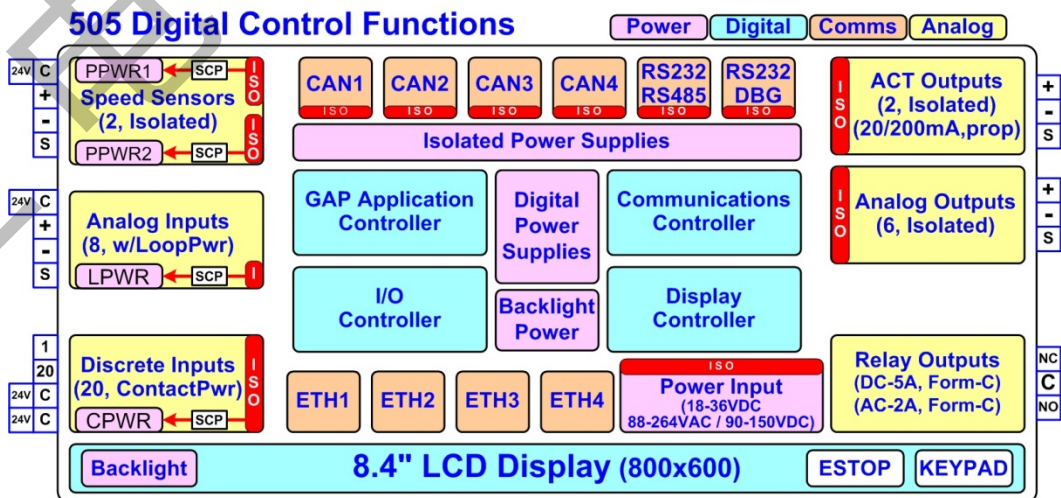 505 Digital Control Functions
Power
Digital
Comms
Analog
24V C
+
-
S
PPWR1
SCP
ISO
Speed Sensors
(2, Isolated)
PPWR2
SCP
ISO
CAN1
ISO
CAN2
ISO
CAN3
ISO
CAN4
ISO
RS232
RS485
ISO
RS232
DBG
ISO
Isolated Power Supplies
ISO
ACT Outputs
(2, Isolated)
(20/200mA,prop)
+
-
S
24V C
+
-
S
Analog Inputs
(8, w/LoopPwr)
LPWR
SCP
I
GAP Application
Controller
Digital
Power
Supplies
Communications
Controller
ISO
Analog Outputs
(6, Isolated)
+
-
S
I/O
Controller
Backlight
Power
Display
Controller
1
20
24V C
24V C
Discrete Inputs
(20, ContactPwr)
CPWR
SCP
ISO
ETH1
ETH2
ETH3
ETH4
ISO
Power Input
(18-36VDC
88-264VAC / 90-150VDC)
Relay Outputs
(DC-5A, Form-C)
(AC-2A, Form-C)
NC
C
NO
Backlight
8.4" LCD Display (800x600)
ESTOP
KEYPAD